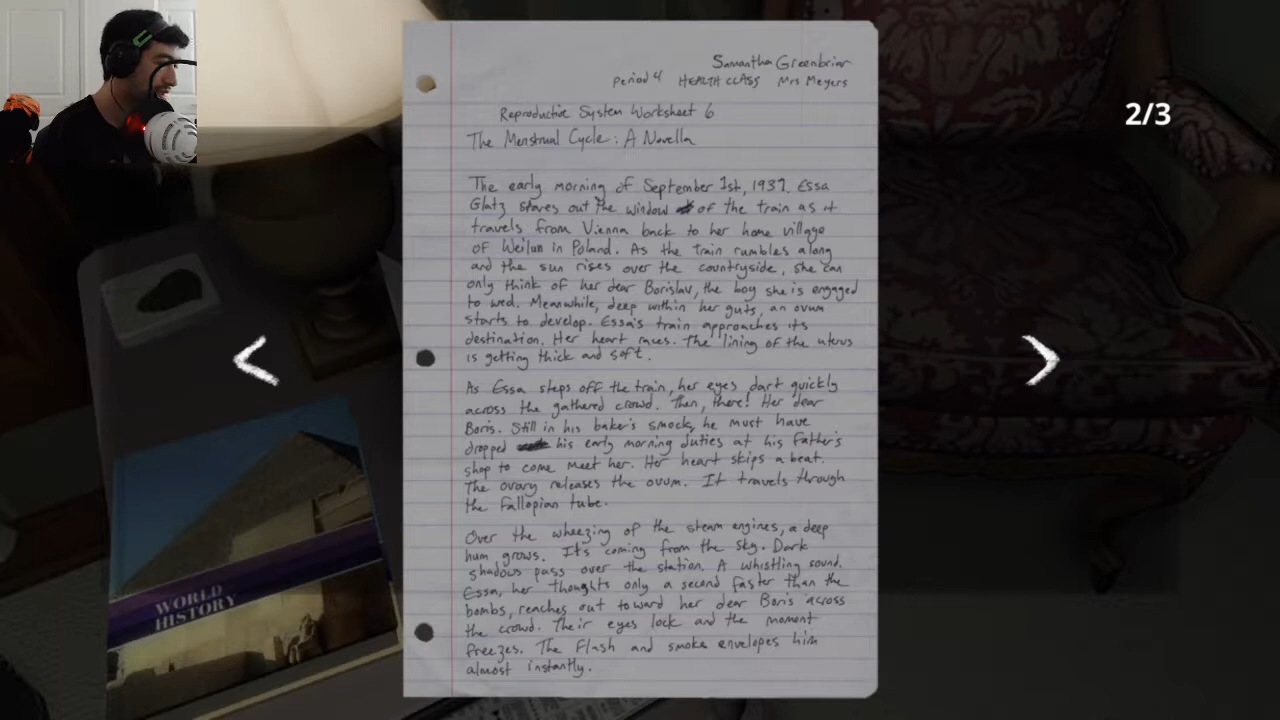 Samantha Greenbriar
Period 4 HEALTH CLASS Mrs Meyers
Reproductive System Worksheet 6
The Menstrual Cycle: A Novella
The early morning of September 1st, 1939. Essa
Glatz stares out the window of the train as it
travels from Vienna back to her home village
of Weilun in Poland. As the train rumbles along
and the sun rises over the countryside, she can
only think of her dear Borislav, the boy she is engaged
to wed. Meanwhile, deep within her guts, an ovum
starts to develop. Essa's train approaches its
destination. Her heart races. The lining of the uterus
is getting thick and soft.
As Essa steps off the train, her eyes dart quickly
across the gathered crowd. Then, there! Her dear
Boris. Still in his baker's smock, he must have
dropped his early morning duties at his father's
shop to come meet her. Her heart skips a beat.
The ovary releases the ovum. It travels through
the fallopian tube.
Over the wheezing of the steam engines, a deep
hum grows. It's coming from the sky. Dark
shadows pass over the station. A whistling sound.
Essa, her thoughts only a second faster than the
bombs, reaches out toward her dear Boris across
the crowd. Their eyes lock and the moment
freezes. The flash and smoke envelopes him
almost instantly.
2/3
WORLD
HISTORY